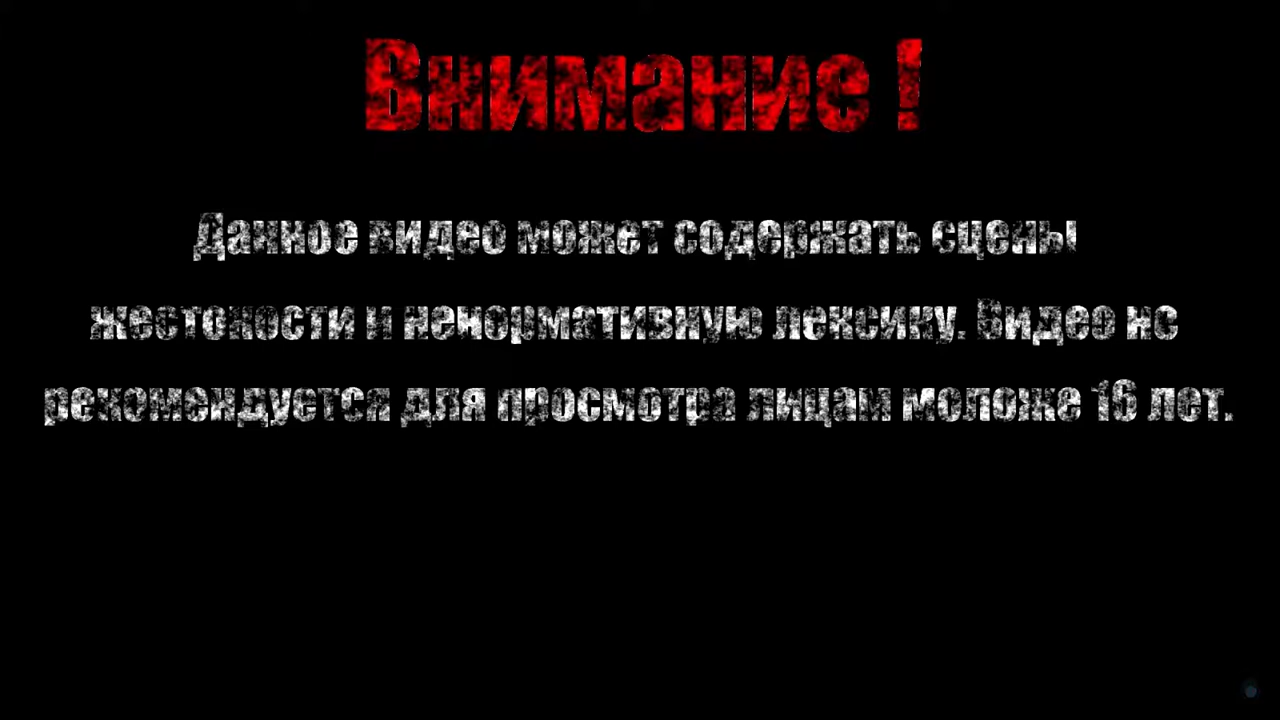 Внимание !
Данное видео может содержать сцены
жестокости и ненормативную лексику. Видео не
рекомендуется для просмотра лицам моложе 16 лет.